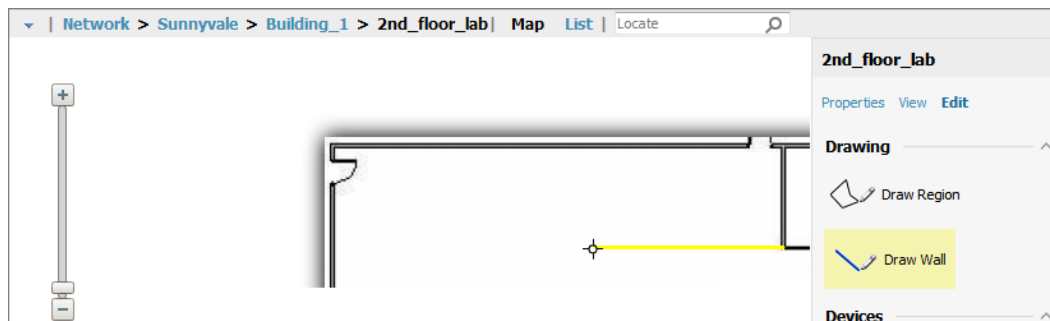 | Network > Sunnyvale > Building_1 > 2nd_floor_lab| Map List | Locate
2nd_floor_lab
Properties View Edit
Drawing
Draw Region
Draw Wall
Devices